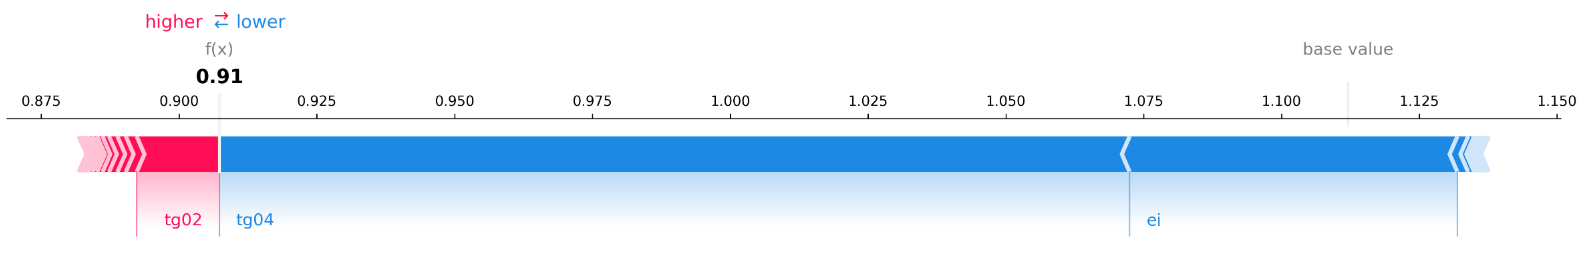 higher ⇄ lower
f(x)
base value
0.91
0.875 0.900 0.925 0.950 0.975 1.000 1.025 1.050 1.075 1.100 1.125 1.150
tg02 tg04 ei